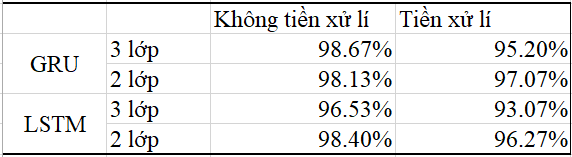 Không tiền xử lí Tiền xử lí
GRU 3 lớp 98.67% 95.20%
2 lớp 98.13% 97.07%
LSTM 3 lớp 96.53% 93.07%
2 lớp 98.40% 96.27%